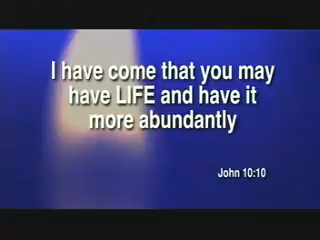 I have come that you may
have LIFE and have it
more abundantly
John 10:10